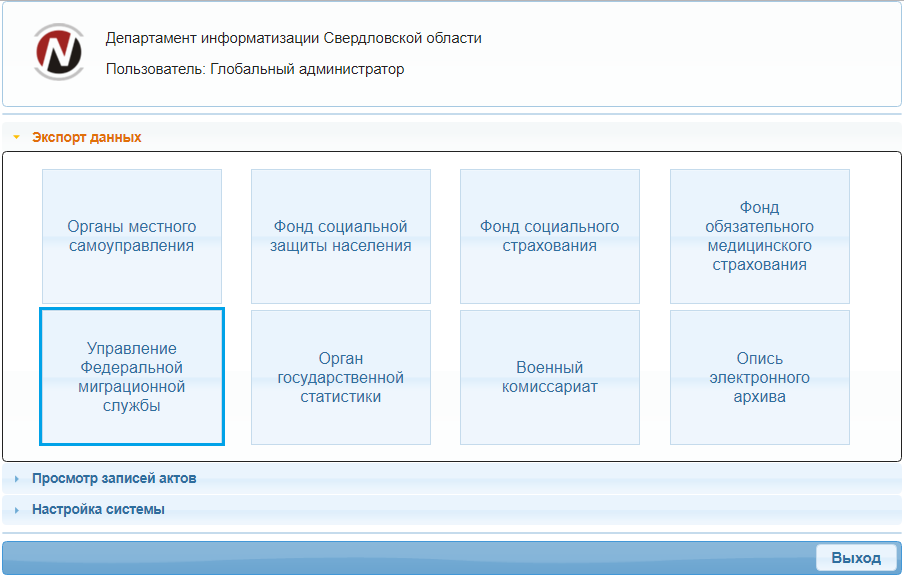 Департамент информатизации Свердловской области
Пользователь: Глобальный администратор
Экспорт данных
Органы местного
самоуправления
Фонд социальной
защиты населения
Фонд социального
страхования
Фонд
обязательного
медицинского
страхования
Управление
Федеральной
миграционной
службы
Орган
государственной
статистики
Военный
комиссариат
Опись
электронного
архива
Просмотр записей актов
Настройка системы
Выход